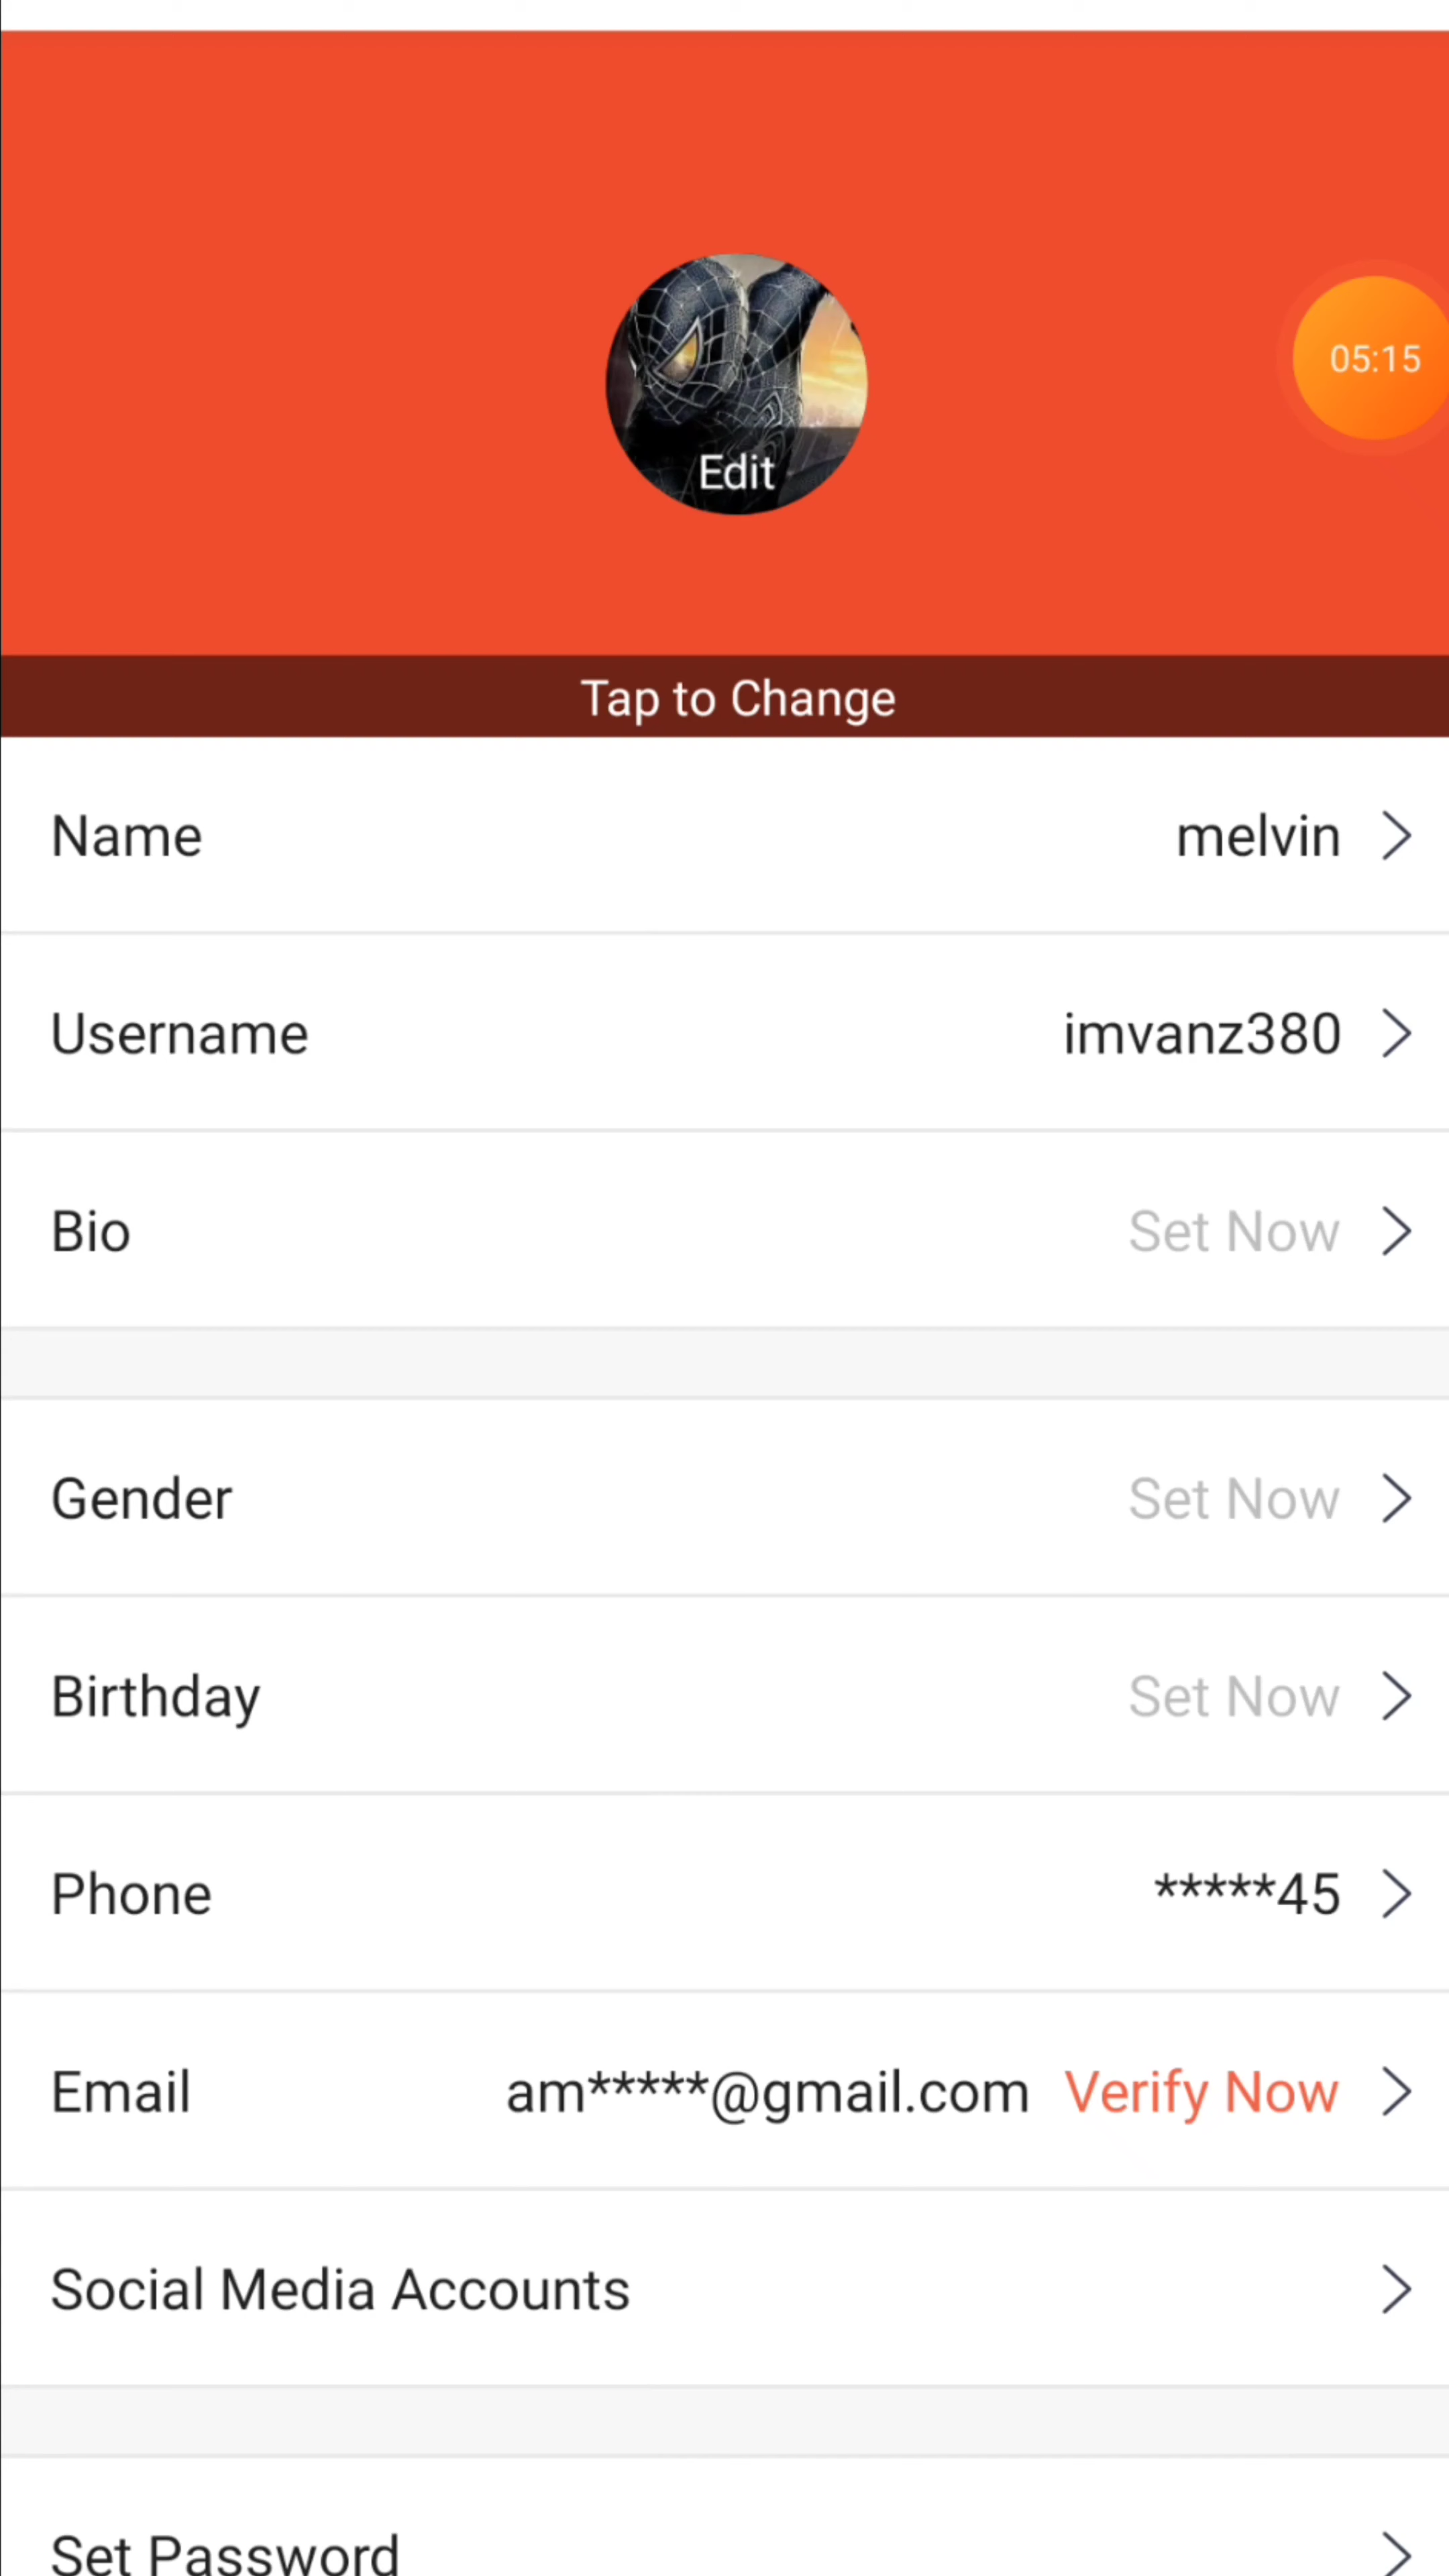 05:15
Edit
Tap to Change
Name melvin
Username imvanz380
Bio Set Now
Gender Set Now
Birthday Set Now
Phone *****45
Email am*****@gmail.com Verify Now
Social Media Accounts
Set Password